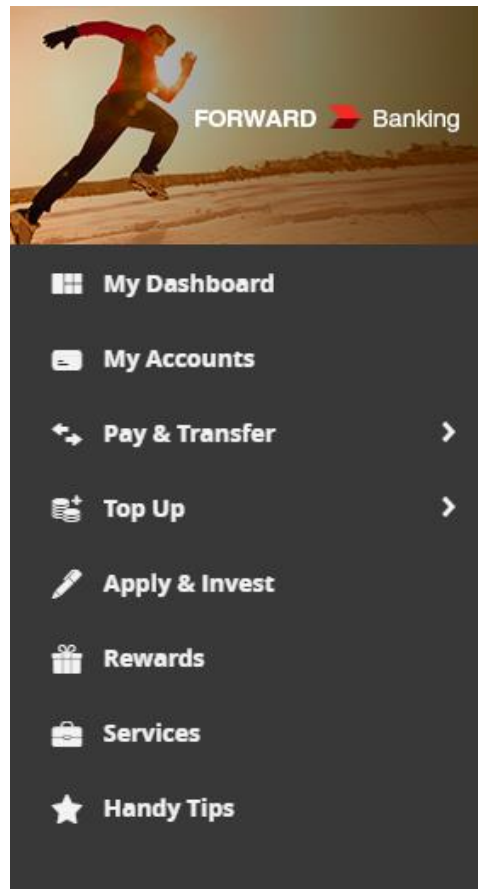 FORWARD Banking
My Dashboard
My Accounts
Pay & Transfer
Top Up
Apply & Invest
Rewards
Services
Handy Tips